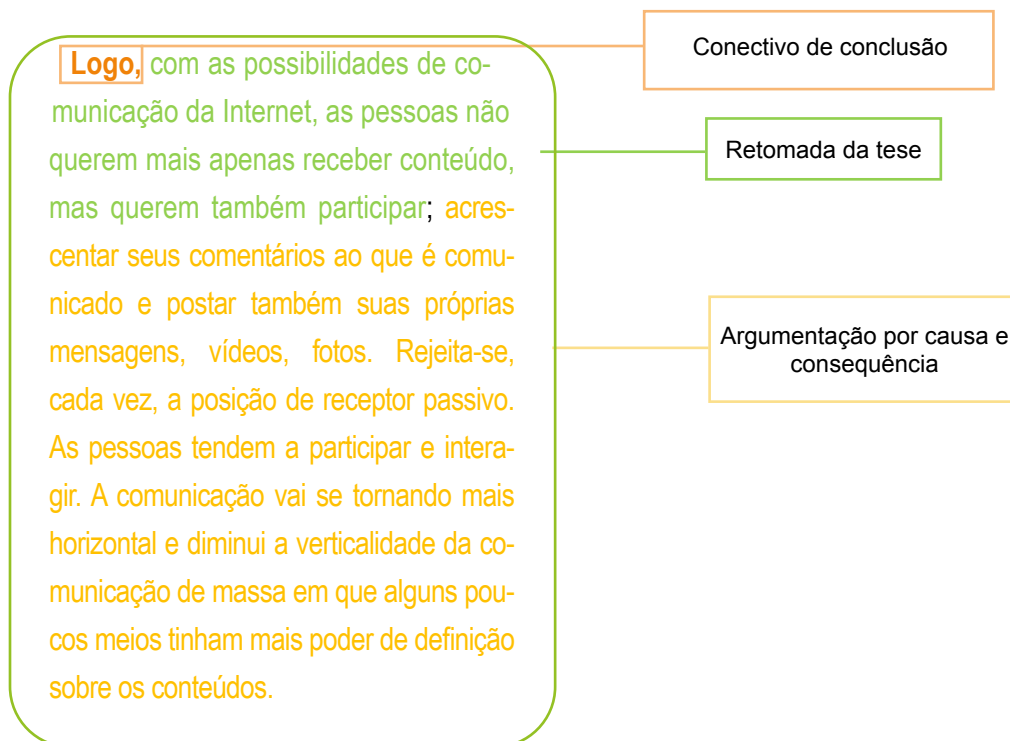 Logo, com as possibilidades de co-
municação da Internet, as pessoas não
querem mais apenas receber conteúdo,
mas querem também participar; acres-
centar seus comentários ao que é comu-
nicado e postar também suas próprias
mensagens, vídeos, fotos. Rejeita-se,
cada vez, a posição de receptor passivo.
As pessoas tendem a participar e intera-
gir. A comunicação vai se tornando mais
horizontal e diminui a verticalidade da co-
municação de massa em que alguns pou-
cos meios tinham mais poder de definição
sobre os conteúdos.
Conectivo de conclusão
Retomada da tese
Argumentação por causa e
consequência